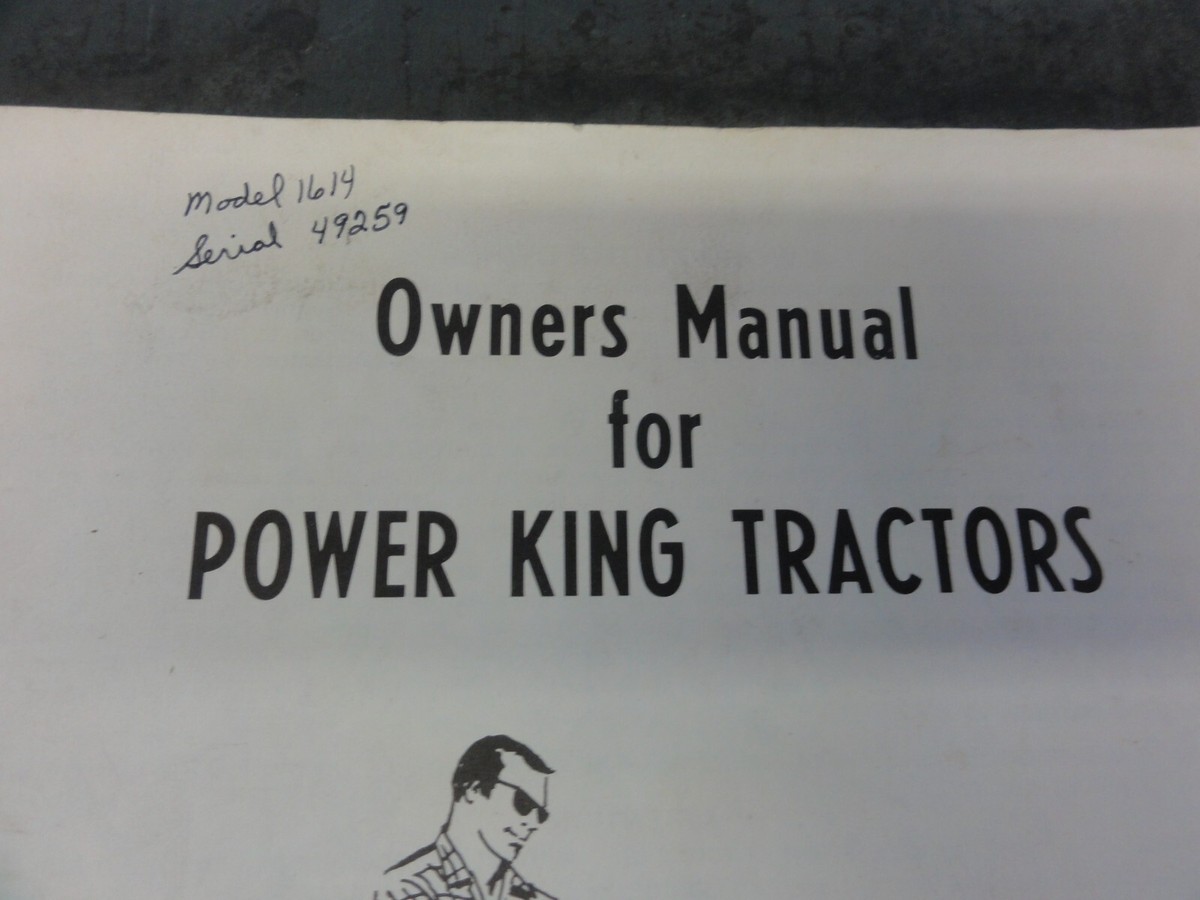 Model 1614
Serial 49259
Owners Manual
for
POWER KING TRACTORS